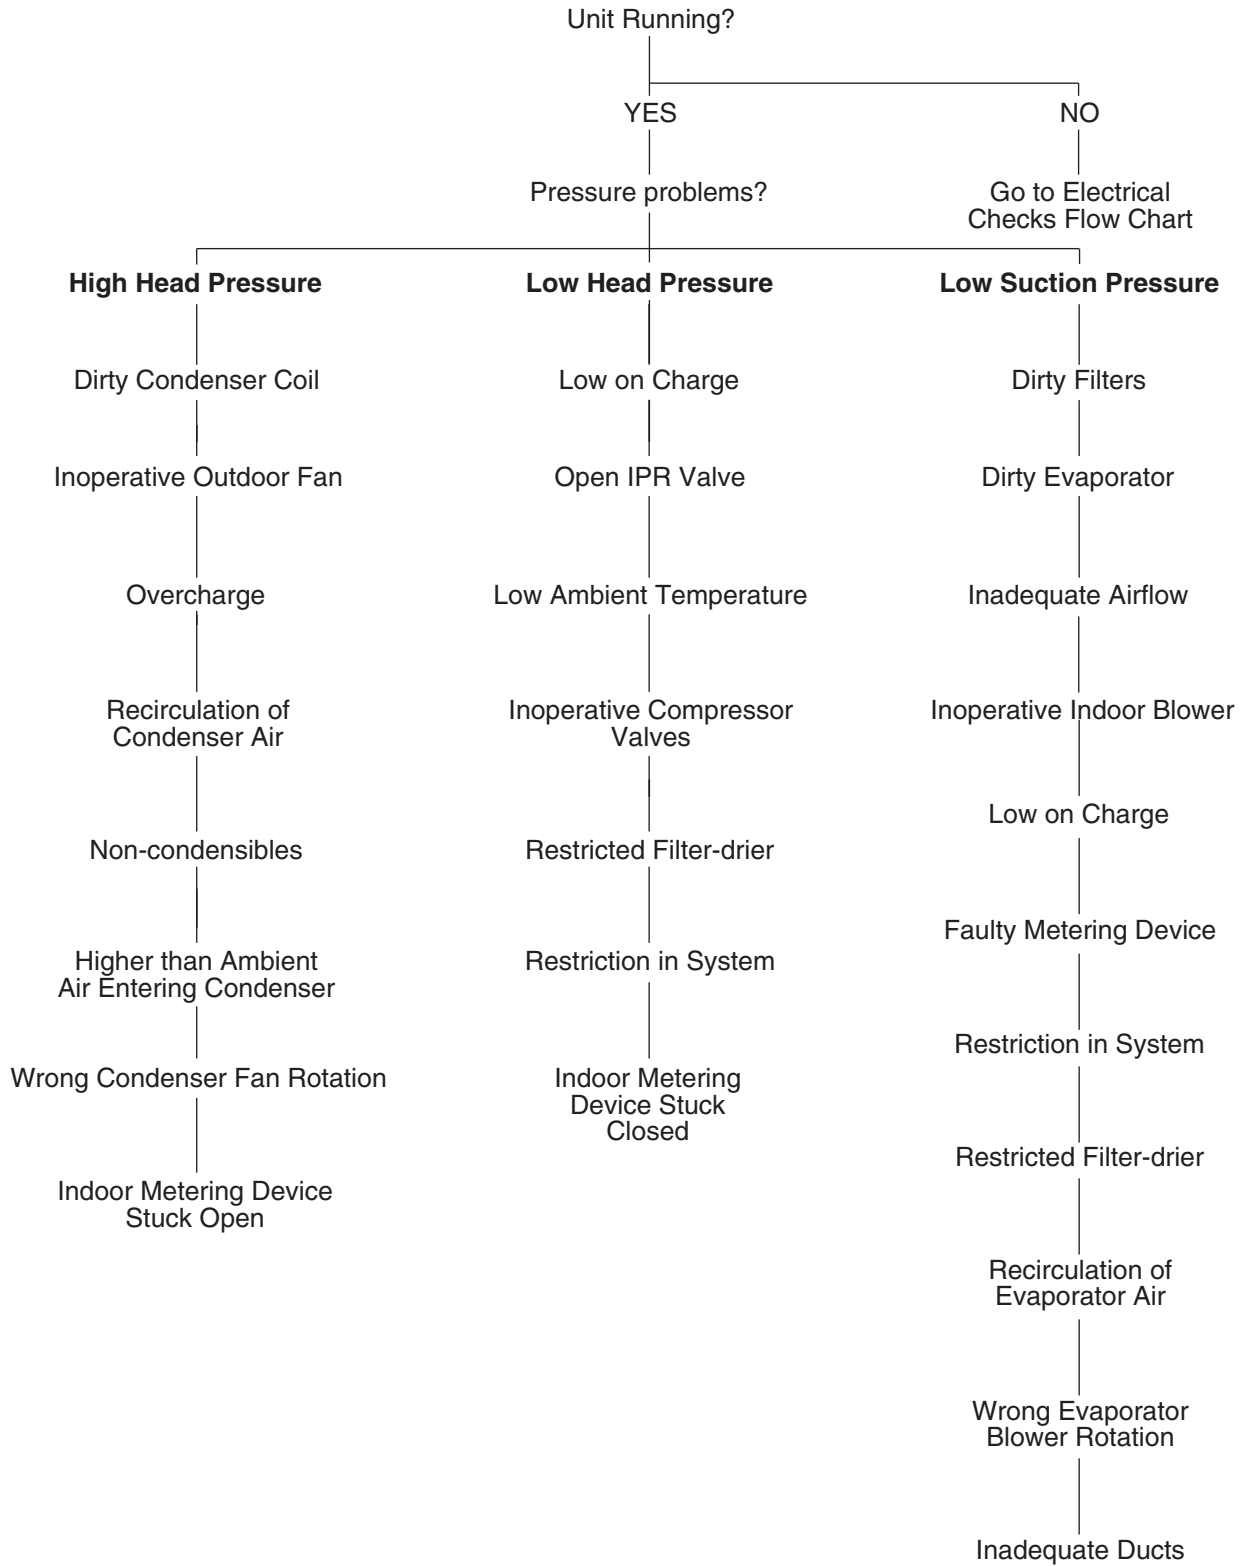 Unit Running?
YES
NO
Pressure problems?
Go to Electrical
Checks Flow Chart
High Head Pressure
Dirty Condenser Coil
Inoperative Outdoor Fan
Overcharge
Recirculation of
Condenser Air
Non-condensibles
Higher than Ambient
Air Entering Condenser
Wrong Condenser Fan Rotation
Indoor Metering Device
Stuck Open
Low Head Pressure
Low on Charge
Open IPR Valve
Low Ambient Temperature
Inoperative Compressor
Valves
Restricted Filter-drier
Restriction in System
Indoor Metering
Device Stuck
Closed
Low Suction Pressure
Dirty Filters
Dirty Evaporator
Inadequate Airflow
Inoperative Indoor Blower
Low on Charge
Faulty Metering Device
Restriction in System
Restricted Filter-drier
Recirculation of
Evaporator Air
Wrong Evaporator
Blower Rotation
Inadequate Ducts